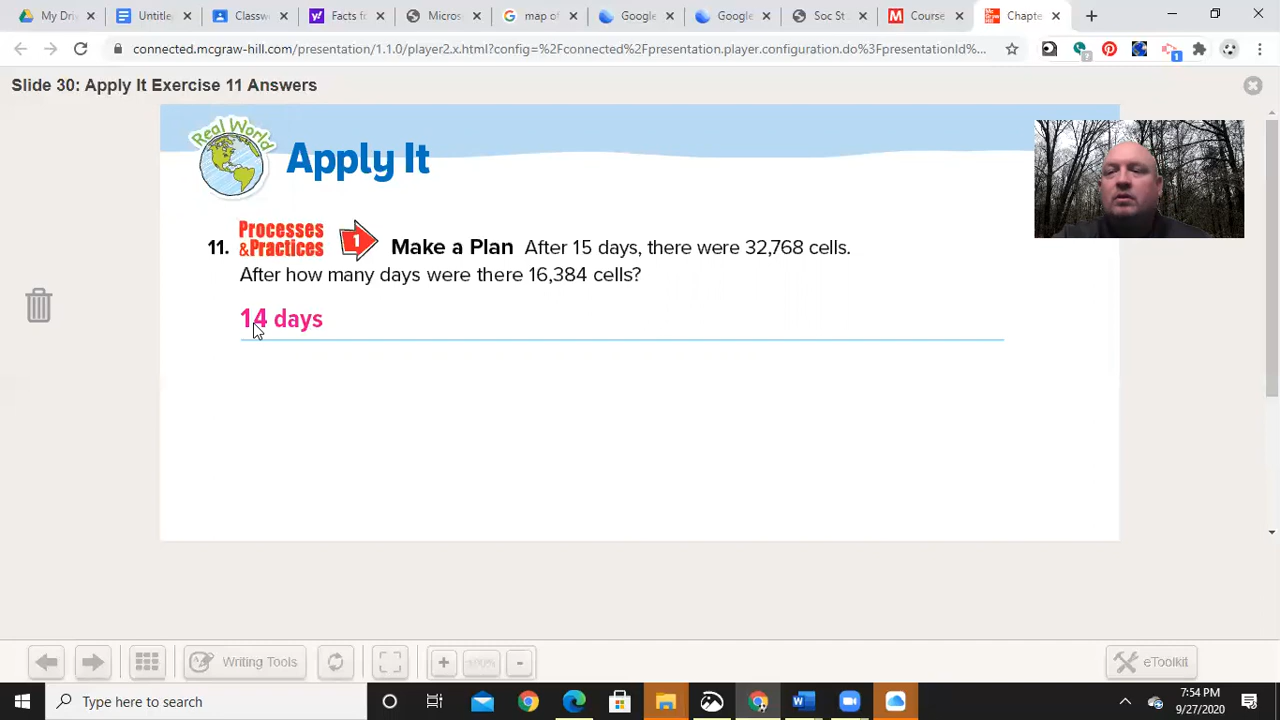 My Dri
Untitle
Classw
Facts fo
Micros
map of
Google
Google
Soc St
Course
Chapte
connected.mcgraw-hill.com/presentation/1.1.0/player2.x.html?config=%2Fconnected%2Fpresentation.player.configuration.do%3FpresentationId%...
Slide 30: Apply It Exercise 11 Answers
Real World
Apply It
Processes
&Practices
1
11. Make a Plan After 15 days, there were 32,768 cells.
After how many days were there 16,384 cells?
14 days
Writing Tools
+ 100% -
eToolkit
Type here to search
7:54 PM
9/27/2020